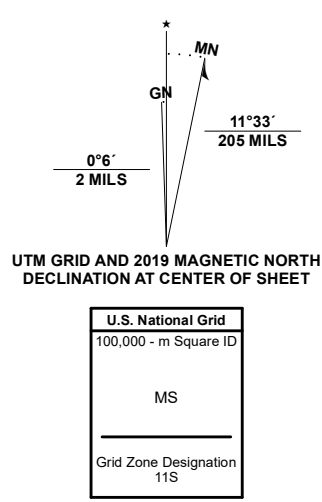 ★
MN
GN
11°33´
205 MILS
0°6´
2 MILS
UTM GRID AND 2019 MAGNETIC NORTH
DECLINATION AT CENTER OF SHEET
U.S. National Grid
100,000 - m Square ID
MS
Grid Zone Designation
11S